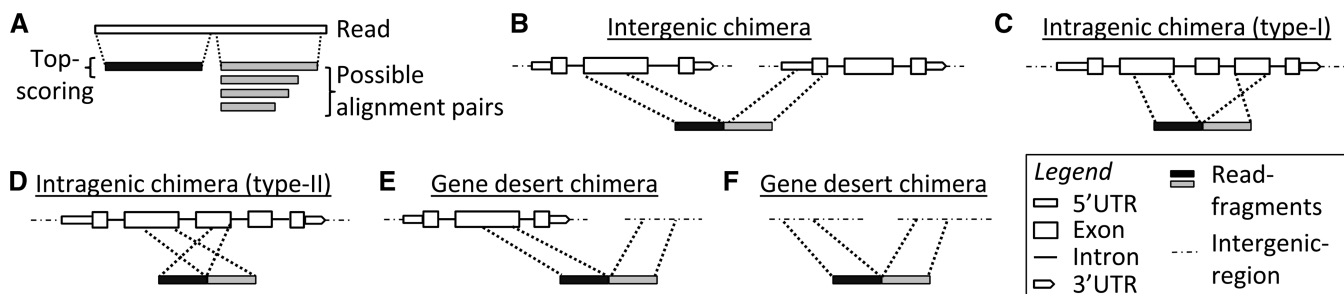 A
Read
Top-
scoring
Possible
alignment pairs
B
Intergenic chimera
C
Intragenic chimera (type-I)
D
Intragenic chimera (type-II)
E
Gene desert chimera
F
Gene desert chimera
Legend
5'UTR
Exon
Intron
3'UTR
Read-
fragments
Intergenic-
region